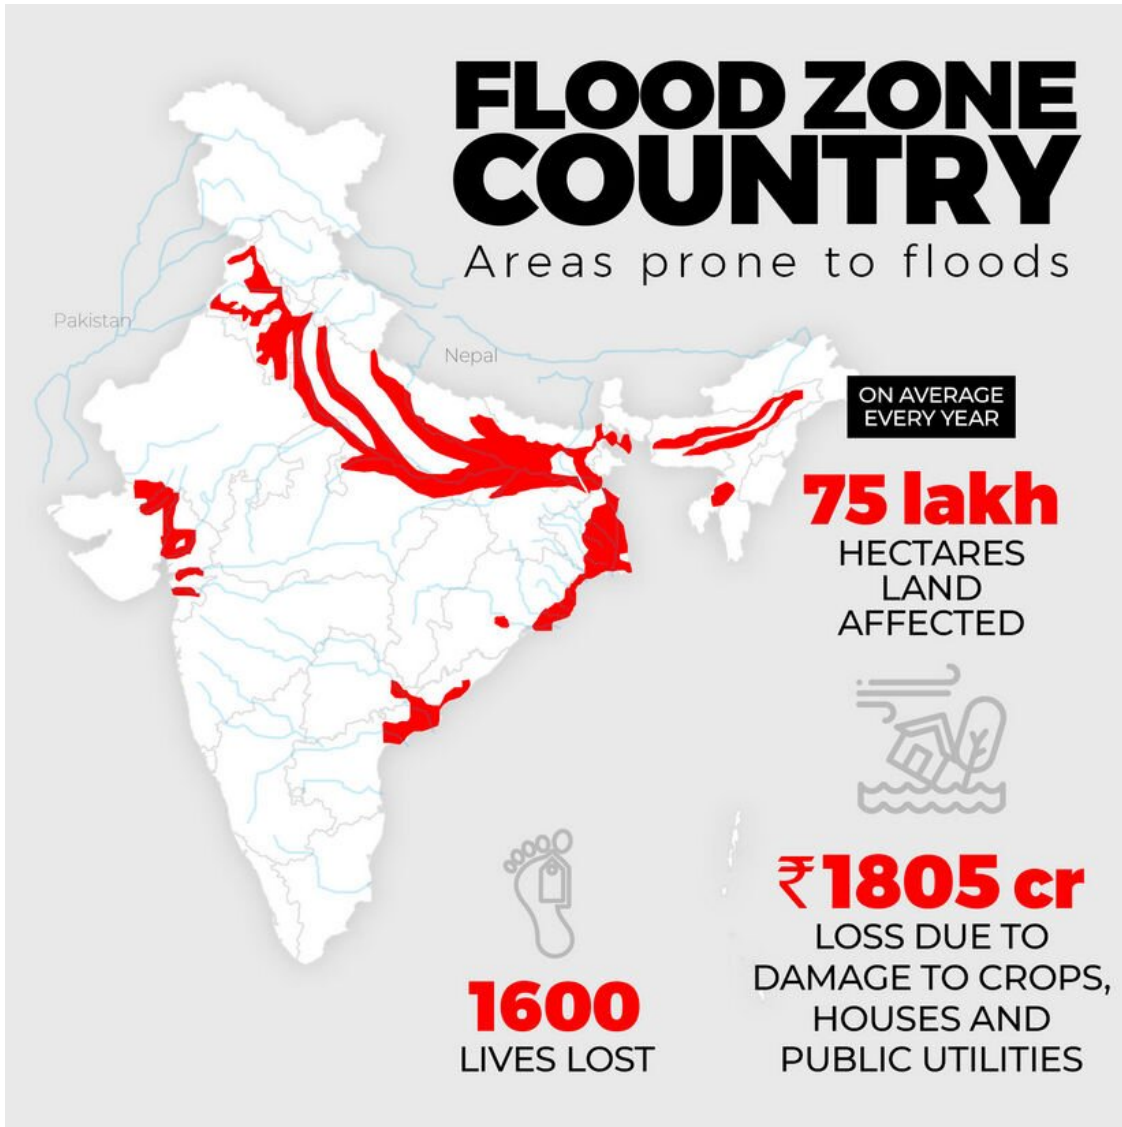 FLOOD ZONE
COUNTRY
Areas prone to floods
Pakistan
Nepal
ON AVERAGE
EVERY YEAR
75 lakh
HECTARES
LAND
AFFECTED
₹1805 cr
LOSS DUE TO
DAMAGE TO CROPS,
HOUSES AND
PUBLIC UTILITIES
1600
LIVES LOST